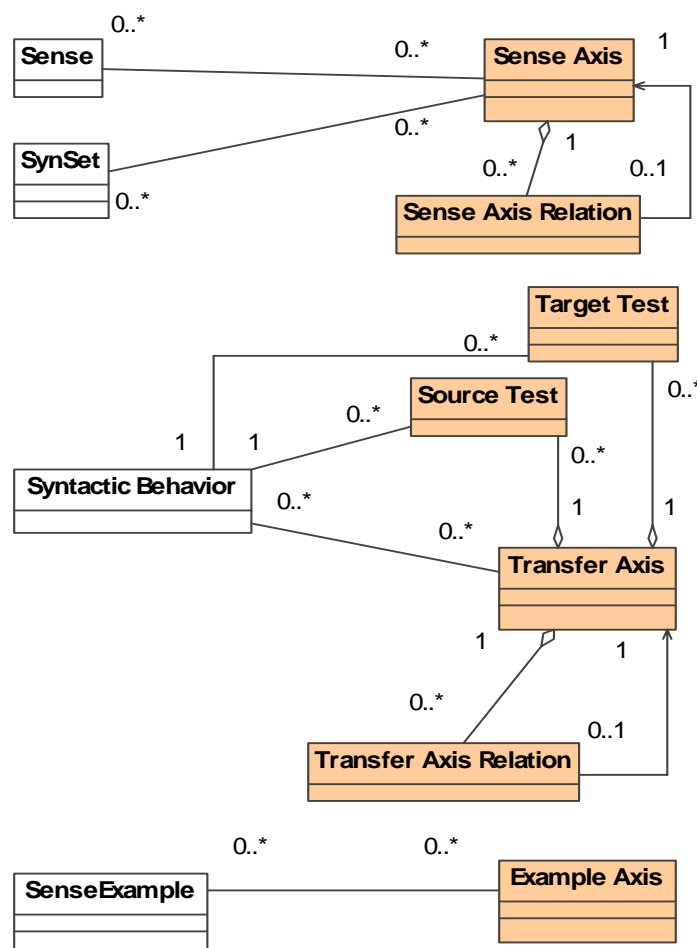 0..*
1
Sense
0..*
Sense Axis
0..*
SynSet
0..*
1
0..*
0..1
Sense Axis Relation
Target Test
0..*
Source Test
0..*
0..*
1
1
0..*
Syntactic Behavior
0..*
0..*
1
1
Transfer Axis
1
1
0..*
0..1
Transfer Axis Relation
0..*
0..*
SenseExample
Example Axis